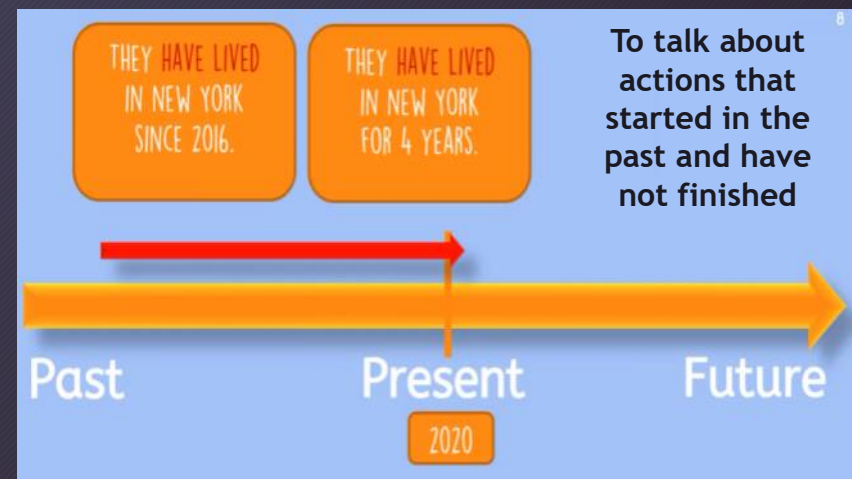 8
THEY HAVE LIVED
IN NEW YORK
SINCE 2016.
THEY HAVE LIVED
IN NEW YORK
FOR 4 YEARS.
To talk about
actions that
started in the
past and have
not finished
Past
Present
Future
2020